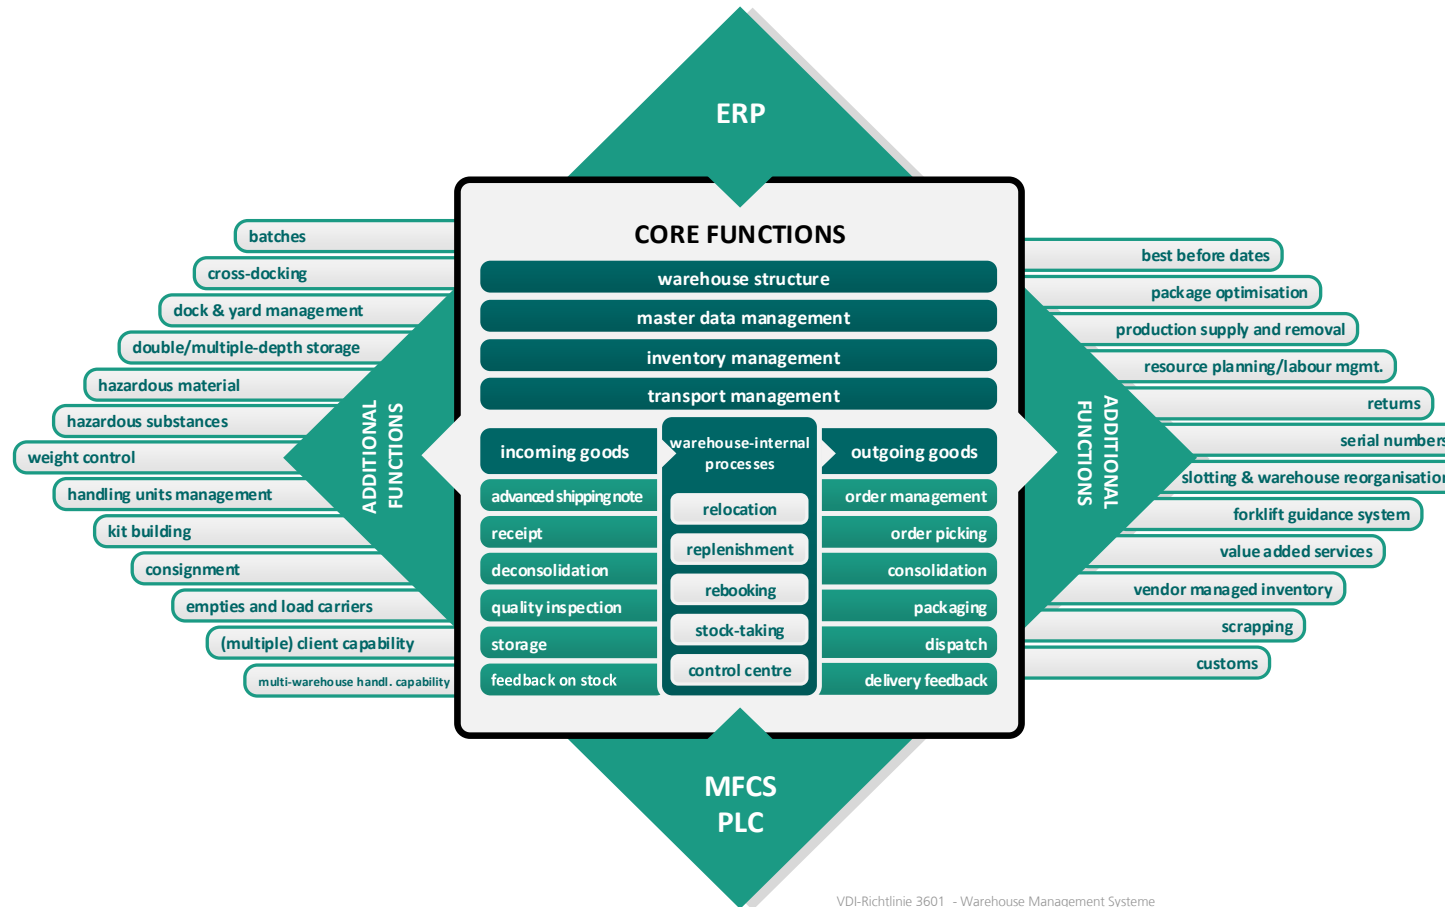 ERP
CORE FUNCTIONS
warehouse structure
master data management
inventory management
transport management
incoming goods
advanced shipping note
receipt
deconsolidation
quality inspection
storage
feedback on stock
warehouse-internal
processes
relocation
replenishment
rebooking
stock-taking
control centre
outgoing goods
order management
order picking
consolidation
packaging
dispatch
delivery feedback
ADDITIONAL
FUNCTIONS
batches
cross-docking
dock & yard management
double/multiple-depth storage
hazardous material
hazardous substances
weight control
handling units management
kit building
consignment
empties and load carriers
(multiple) client capability
multi-warehouse handl. capability
ADDITIONAL
FUNCTIONS
best before dates
package optimisation
production supply and removal
resource planning/labour mgmt.
returns
serial numbers
slotting & warehouse reorganisation
forklift guidance system
value added services
vendor managed inventory
scrapping
customs
MFCS
PLC
VDI-Richtlinie 3601 - Warehouse Management Systeme